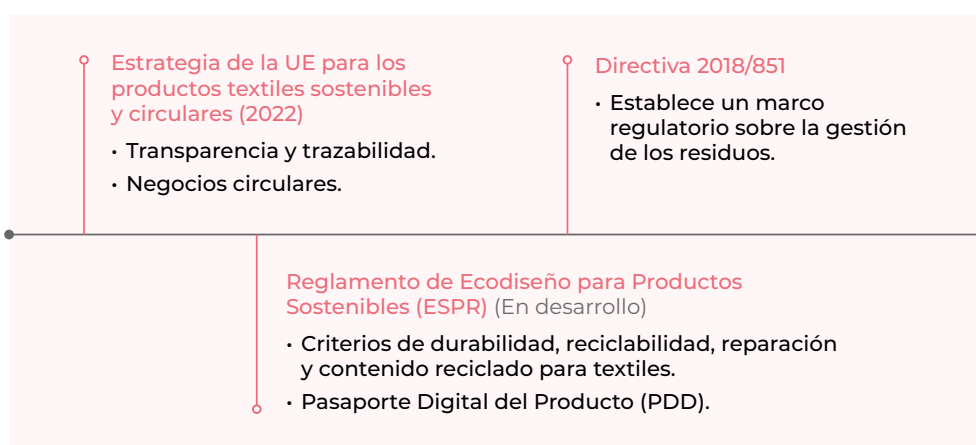 Estrategia de la UE para los
productos textiles sostenibles
y circulares (2022)
• Transparencia y trazabilidad.
• Negocios circulares.
Directiva 2018/851
• Establece un marco
regulatorio sobre la gestión
de los residuos.
Reglamento de Ecodiseño para Productos
Sostenibles (ESPR) (En desarrollo)
• Criterios de durabilidad, reciclabilidad, reparación
y contenido reciclado para textiles.
• Pasaporte Digital del Producto (PDD).